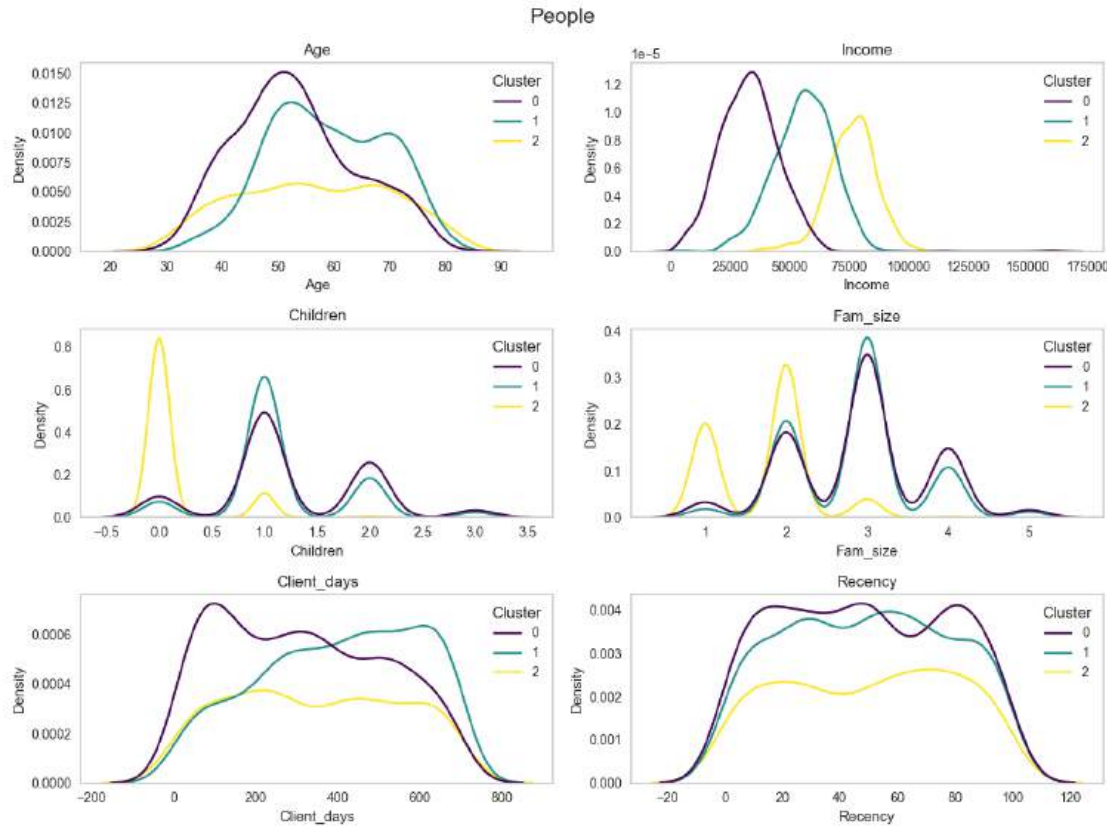 People
Age
0.0150
0.0125
0.0100
0.0075
0.0050
0.0025
0.0000
Density
Cluster
0
1
2
20 30 40 50 60 70 80 90
Age
Income
1e-5
1.2
1.0
0.8
0.6
0.4
0.2
0.0
Density
Cluster
0
1
2
0 25000 50000 75000 100000 125000 150000 175000
Income
Children
0.8
0.6
0.4
0.2
0.0
Density
Cluster
0
1
2
−0.5 0.0 0.5 1.0 1.5 2.0 2.5 3.0 3.5
Children
Fam_size
0.4
0.3
0.2
0.1
0.0
Density
Cluster
0
1
2
1 2 3 4 5
Fam_size
Client_days
0.0006
0.0004
0.0002
0.0000
Density
Cluster
0
1
2
−200 0 200 400 600 800
Client_days
Recency
0.004
0.003
0.002
0.001
0.000
Density
Cluster
0
1
2
−20 0 20 40 60 80 100 120
Recency